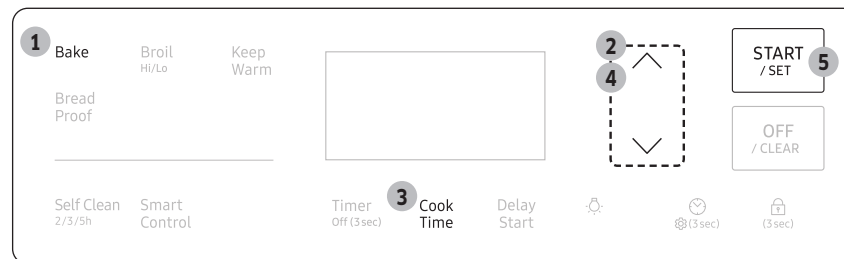 1
Bake
Broil
Hi/Lo
Keep
Warm
2
4
START
/ SET
5
Bread
Proof
OFF
/ CLEAR
Self Clean
2/3/5h
Smart
Control
Timer
Off (3 sec)
3
Cook
Time
Delay
Start
(3 sec)
(3 sec)